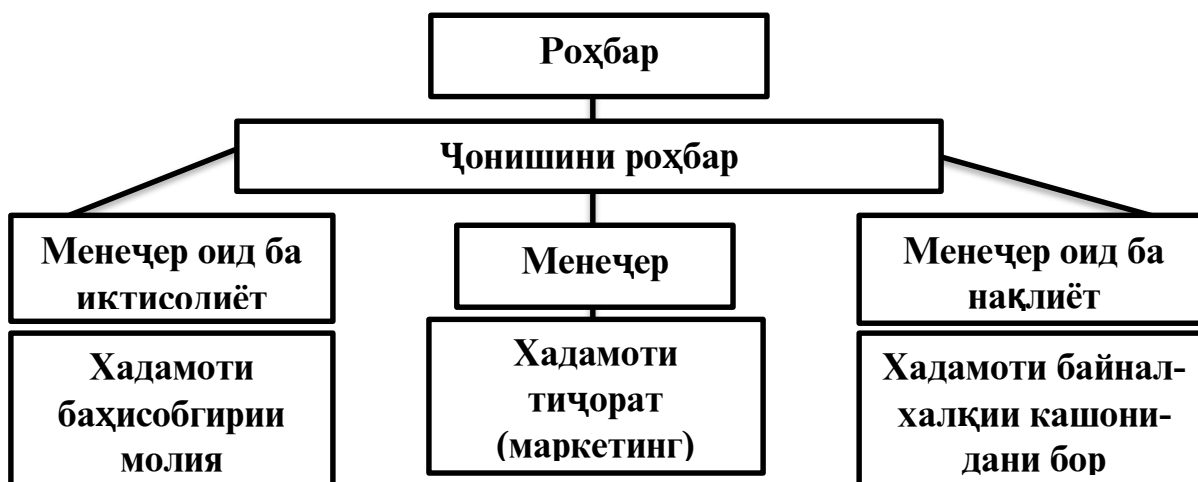 Роҳбар
Ҷонишини роҳбар
Менеҷер оид ба
иқтисодиёт
Менеҷер
Менеҷер оид ба
нақлиёт
Хадамоти
баҳисобгирии
молия
Хадамоти
тиҷорат
(маркетинг)
Хадамоти байнал-
халқии кашони-
дани бор